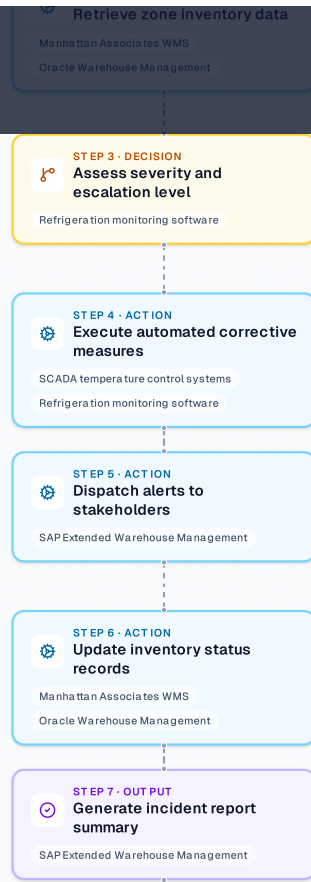 Retrieve zone inventory data
Manhattan Associates WMS
Oracle Warehouse Management
STEP 3 · DECISION
Assess severity and
escalation level
Refrigeration monitoring software
STEP 4 · ACTION
Execute automated corrective
measures
SCADA temperature control systems
Refrigeration monitoring software
STEP 5 · ACTION
Dispatch alerts to
stakeholders
SAP Extended Warehouse Management
STEP 6 · ACTION
Update inventory status
records
Manhattan Associates WMS
Oracle Warehouse Management
STEP 7 · OUTPUT
Generate incident report
summary
SAP Extended Warehouse Management